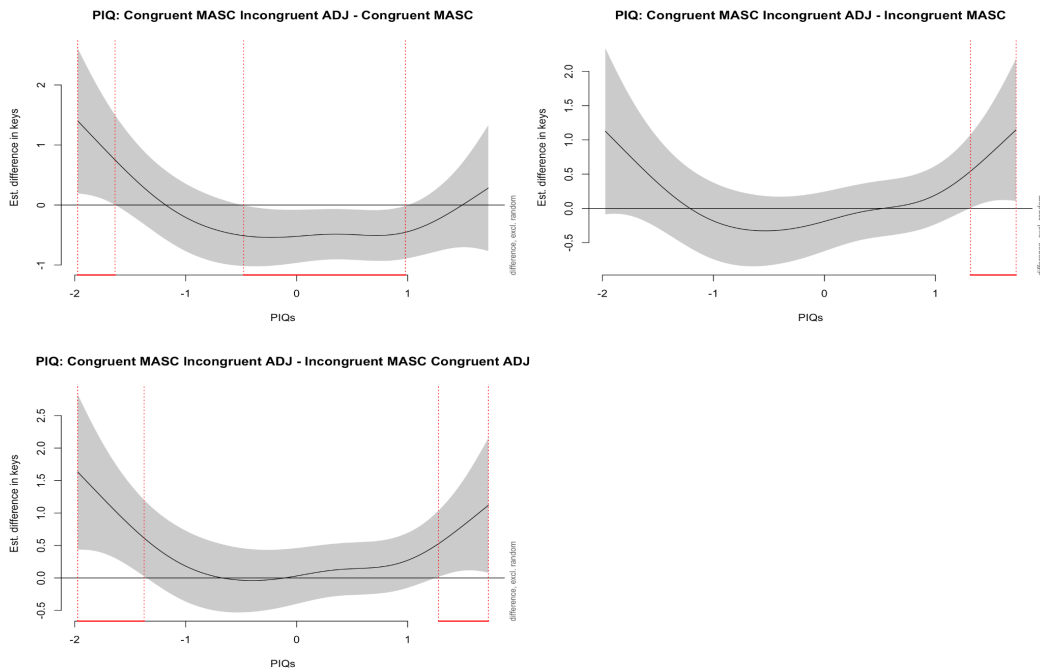 PIQ: Congruent MASC Incongruent ADJ - Congruent MASC
Est. difference in keys
2
1
0
-1
-2
-1
0
1
PIQs
difference, excl. random
PIQ: Congruent MASC Incongruent ADJ - Incongruent MASC
Est. difference in keys
2.0
1.5
1.0
0.5
0.0
-0.5
-2
-1
0
1
PIQs
difference, excl. random
PIQ: Congruent MASC Incongruent ADJ - Incongruent MASC Congruent ADJ
Est. difference in keys
2.5
2.0
1.5
1.0
0.5
0.0
-0.5
-2
-1
0
1
PIQs
difference, excl. random